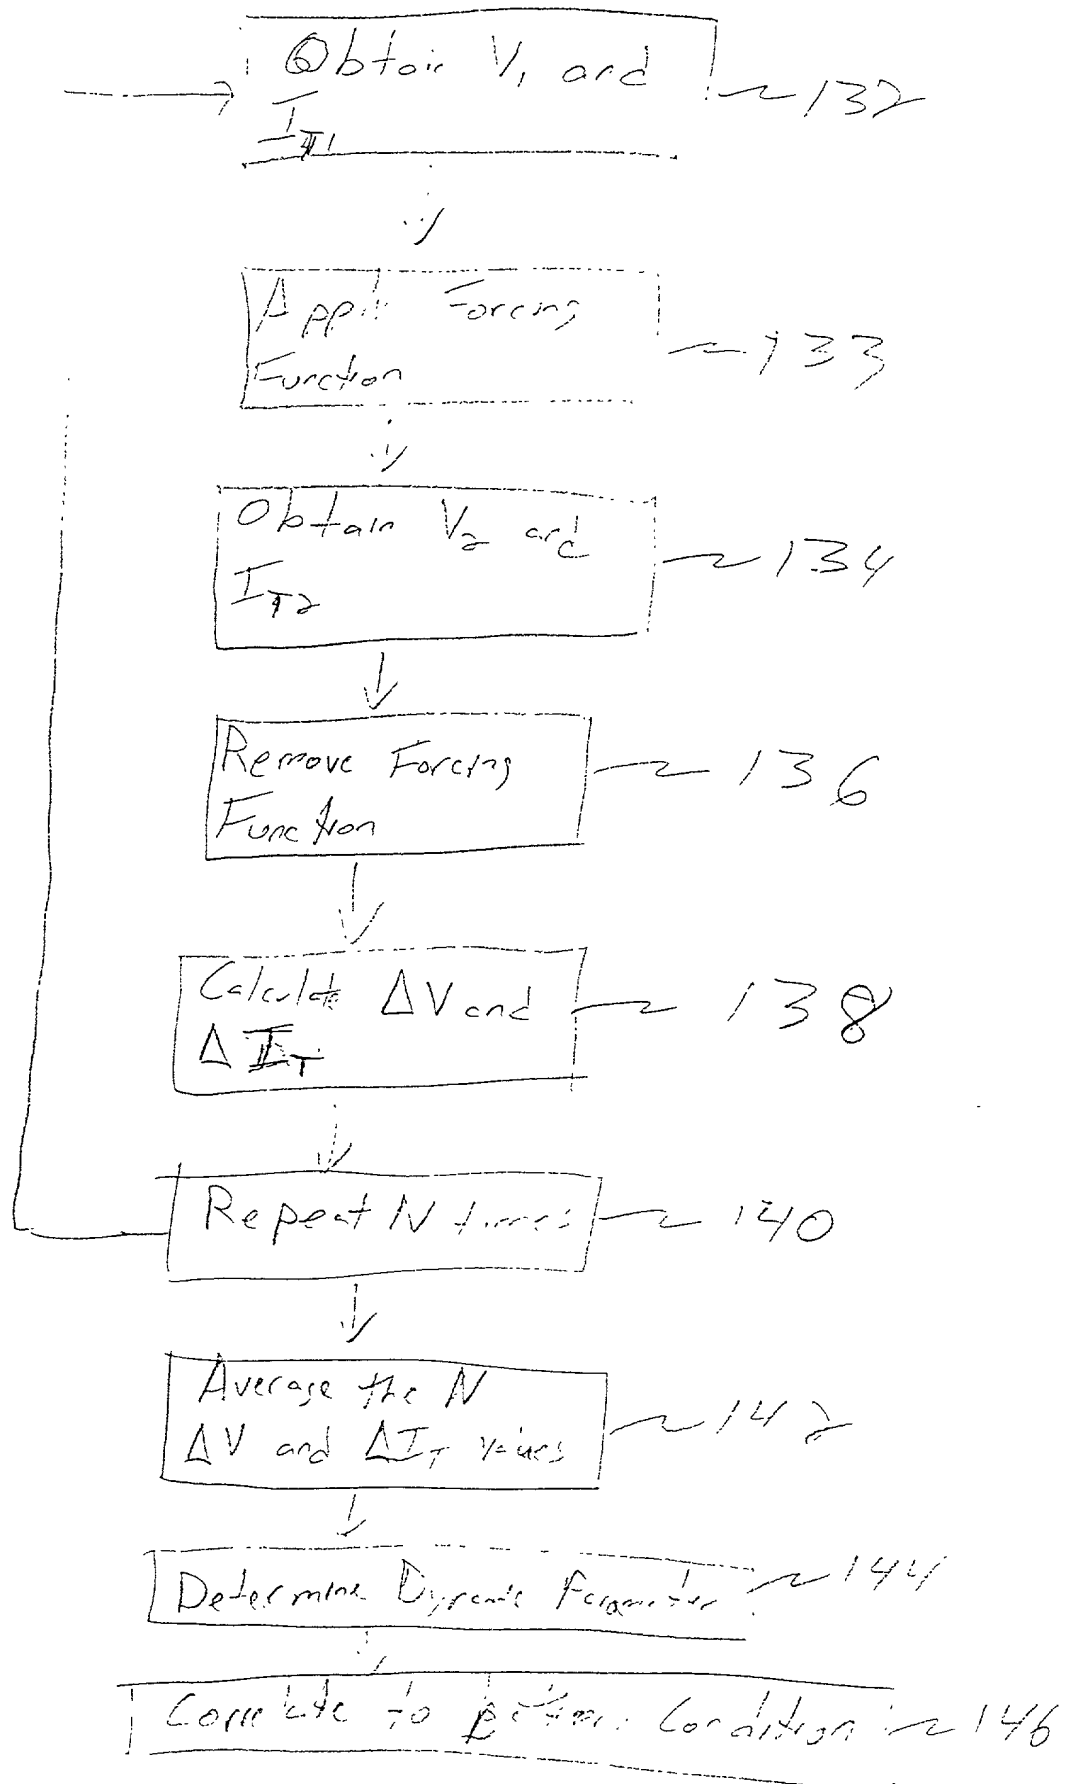 Obtain V1 and
IT1
132
Apply Forcing
Function
133
Obtain V2 and
IT2
134
Remove Forcing
Function
136
Calculate ΔV and
ΔIT
138
Repeat N times
140
Average the N
ΔV and ΔIT values
142
Determine Dynamic Parameter
144
Correlate to Battery Condition
146